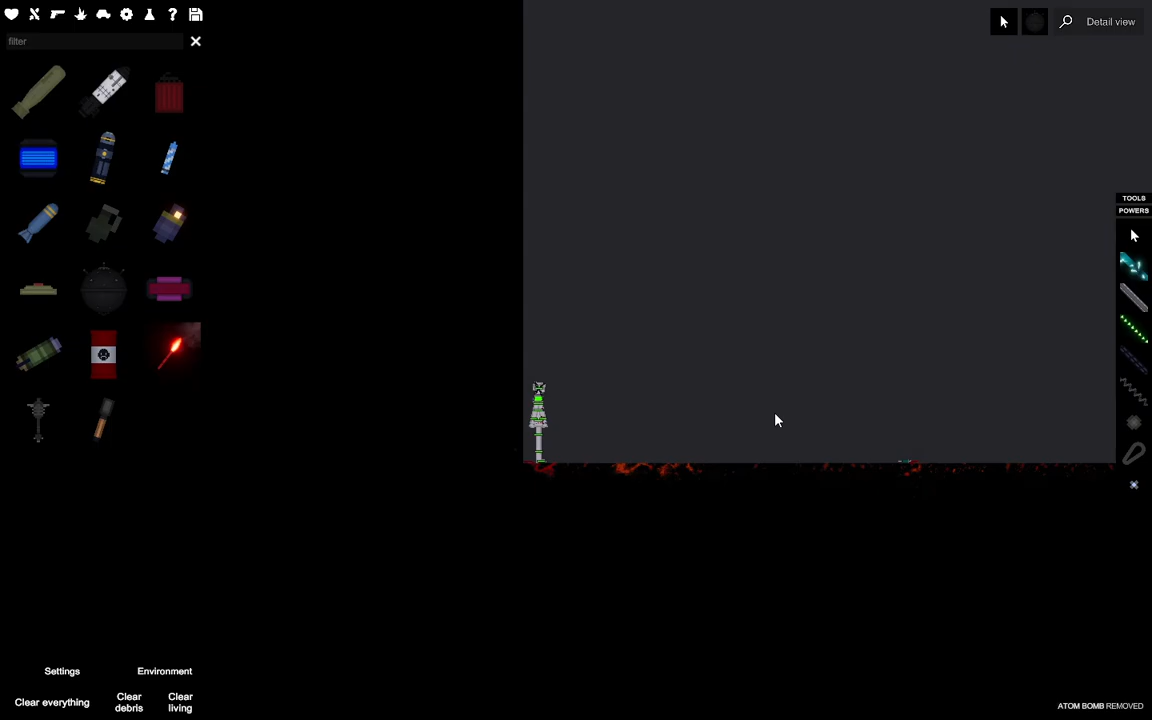 Detail view
filter
TOOLS
POWERS
Settings
Environment
Clear everything
Clear
debris
Clear
living
ATOM BOMB REMOVED